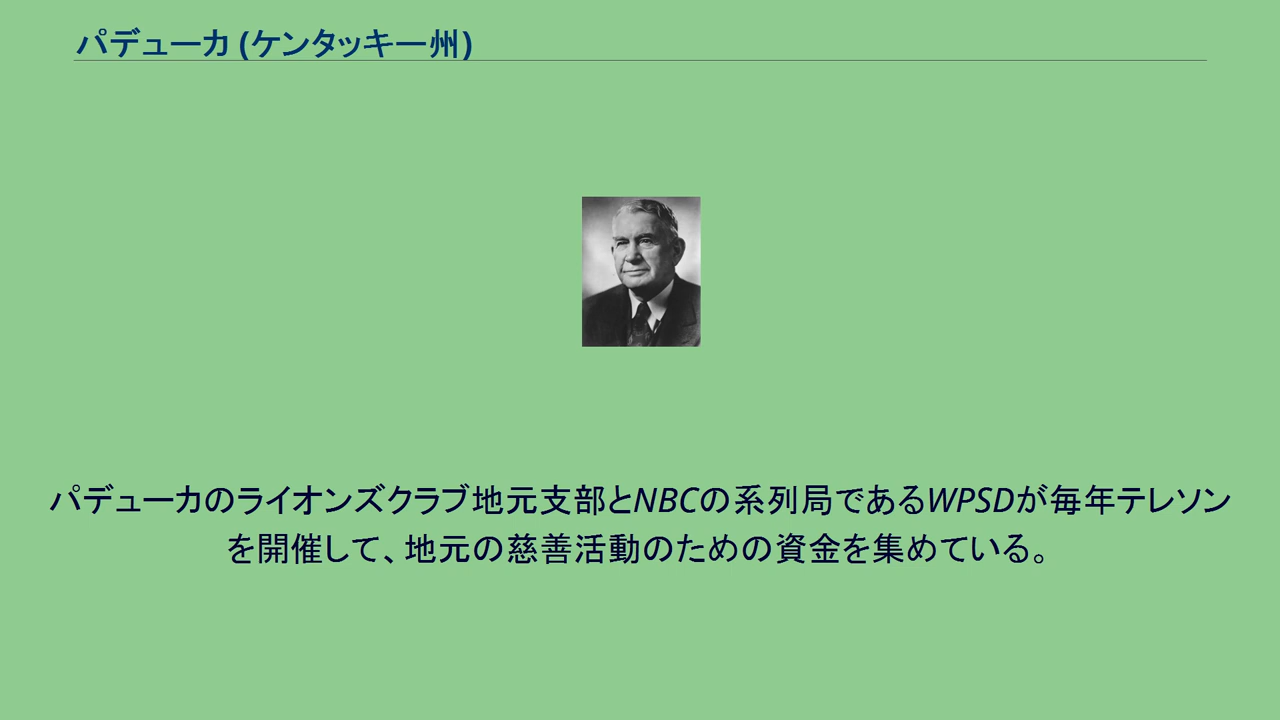 パデューカ (ケンタッキー州)
パデューカのライオンズクラブ地元支部とNBCの系列局であるWPSDが毎年テレソン
を開催して、地元の慈善活動のための資金を集めている。